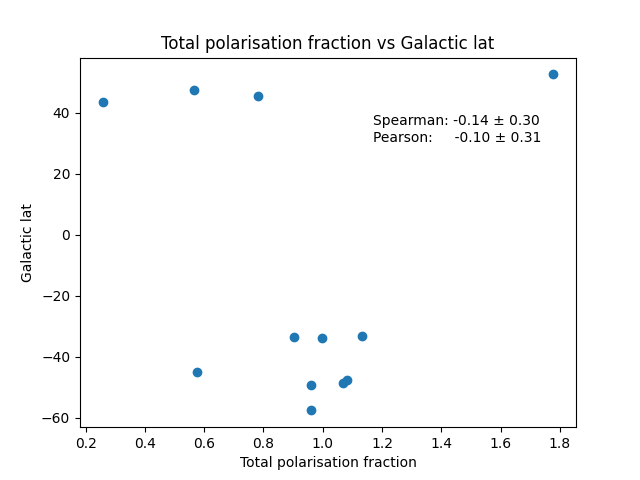 Total polarisation fraction vs Galactic lat
Spearman: -0.14 ± 0.30
Pearson: -0.10 ± 0.31
Galactic lat
40
20
0
−20
−40
−60
0.2 0.4 0.6 0.8 1.0 1.2 1.4 1.6 1.8
Total polarisation fraction